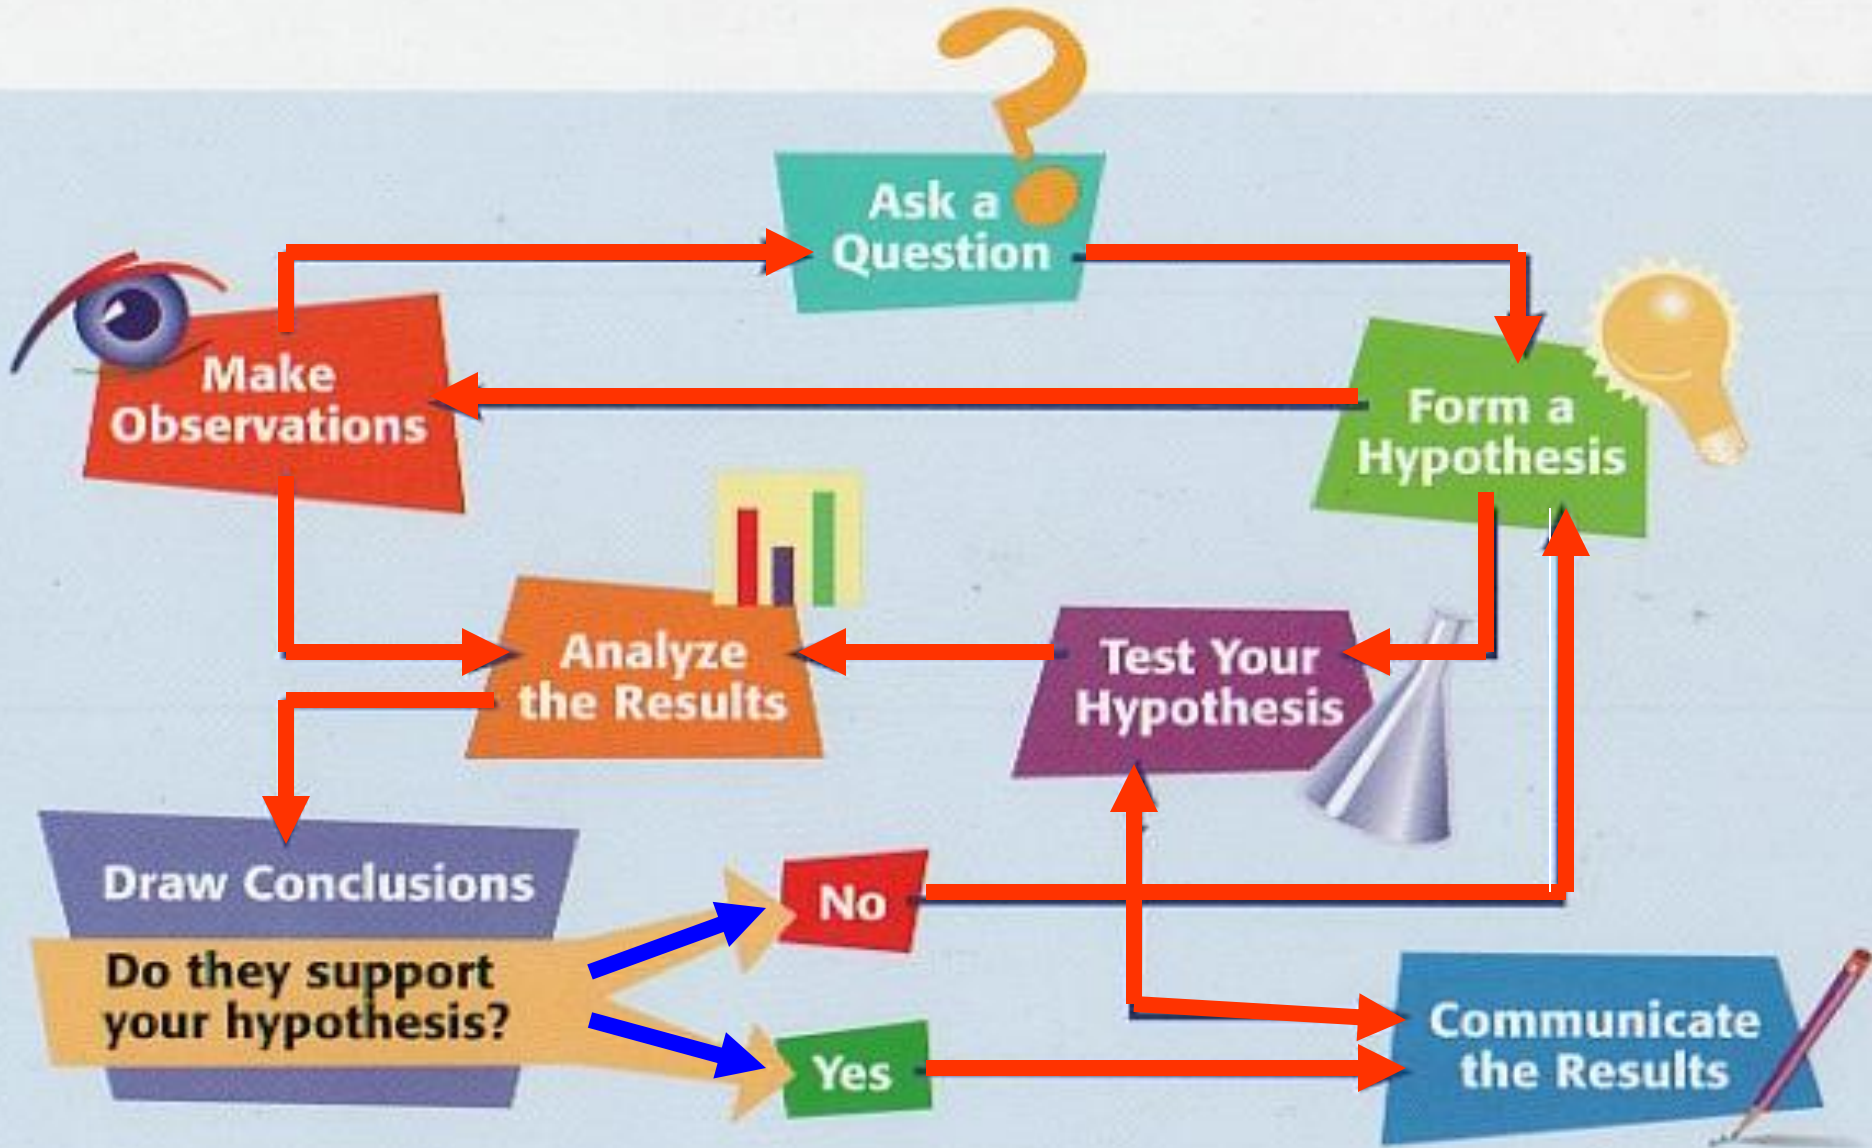 Ask a
Question
Make
Observations
Form a
Hypothesis
Analyze
the Results
Test Your
Hypothesis
Draw Conclusions
Do they support
your hypothesis?
No
Yes
Communicate
the Results